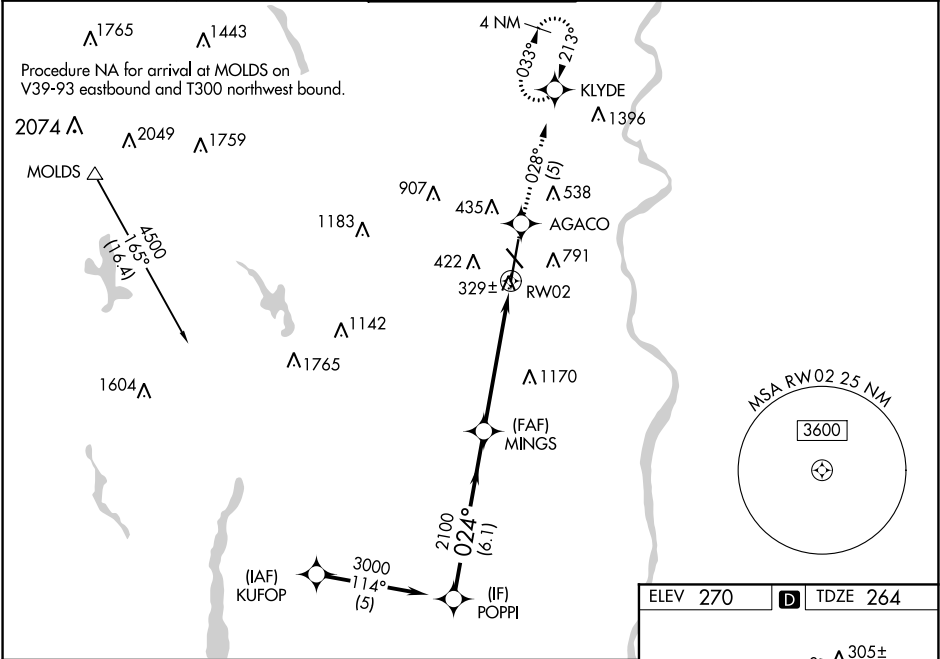 1765
1443
4 NM
033°
213°
Procedure NA for arrival at MOLDS on
V39-93 eastbound and T300 northwest bound.
KLYDE
1396
2074
2049
1759
MOLDS
028°
(5)
907
435
538
AGACO
1183
4500
165°
(16.4)
422
791
329±
RW02
1142
1765
1604
1170
(FAF)
MINGS
MSA RW02 25 NM
3600
2100
024°
(6.1)
(IAF)
KUFOP
3000
114°
(5)
(IF)
POPPI
ELEV 270
D
TDZE 264
305±